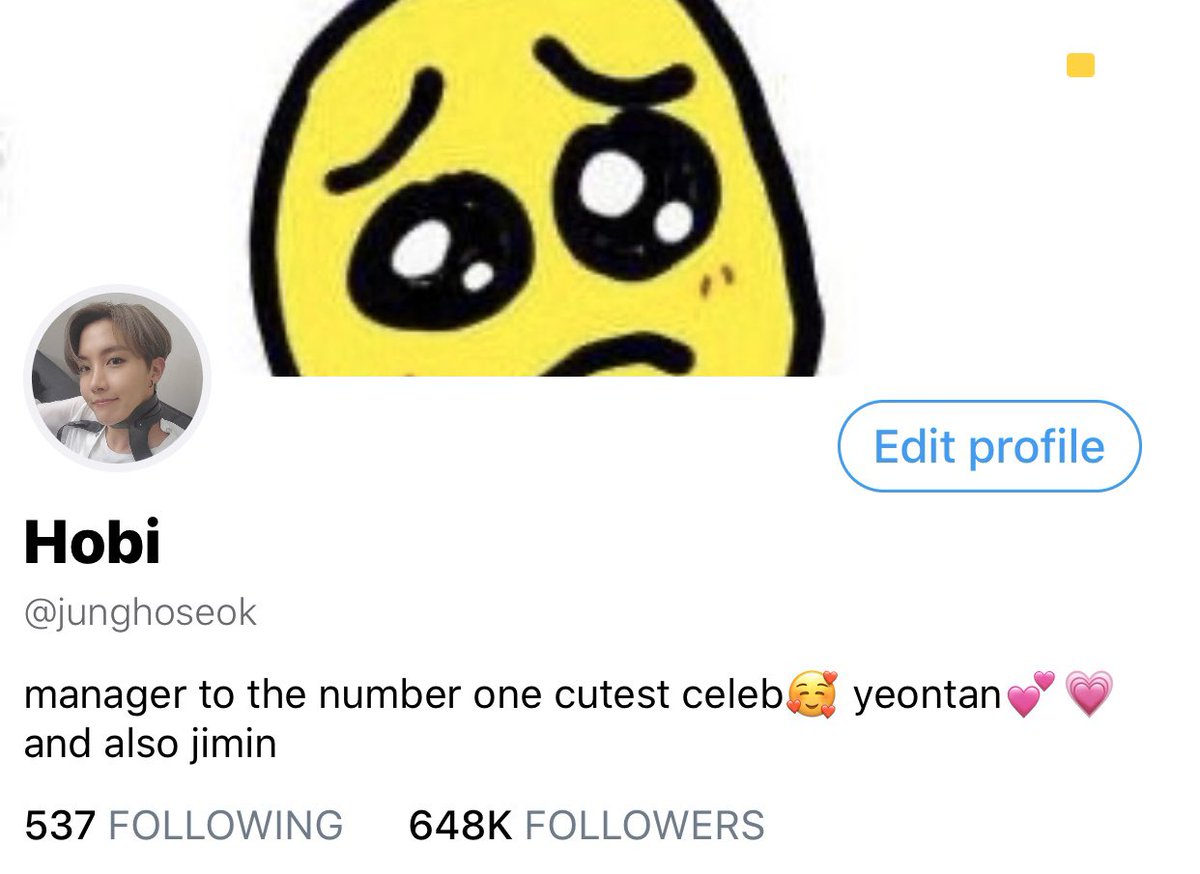 Edit profile
Hobi
@junghoseok
manager to the number one cutest celeb🥰 yeontan💕💗
and also jimin
537 FOLLOWING 648K FOLLOWERS